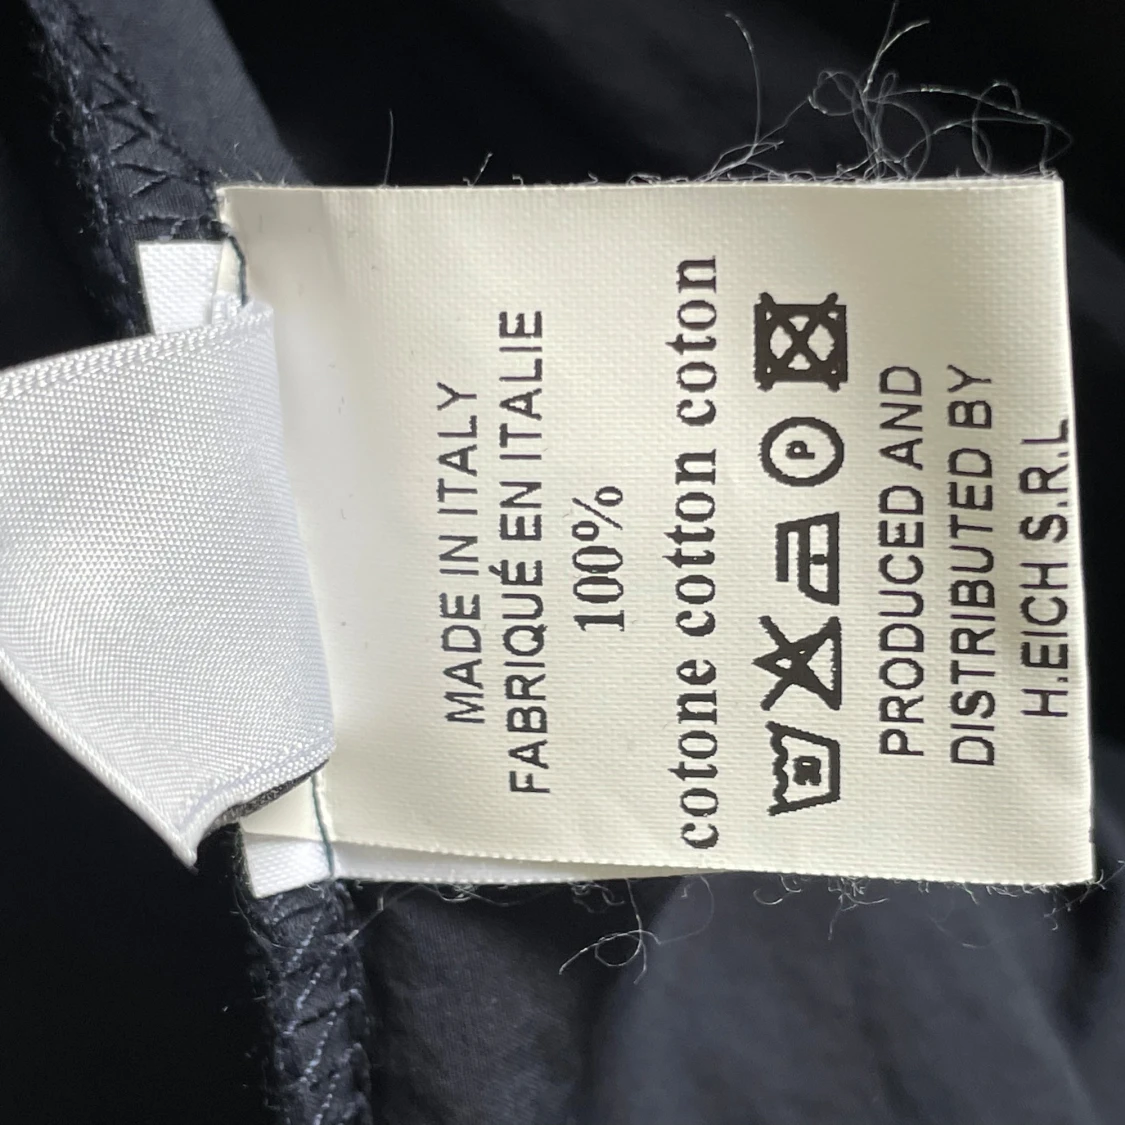 MADE IN ITALY
FABRIQUÉ EN ITALIE
100%
cotone cotton coton
P
PRODUCED AND
DISTRIBUTED BY
H.EICH S.R.L